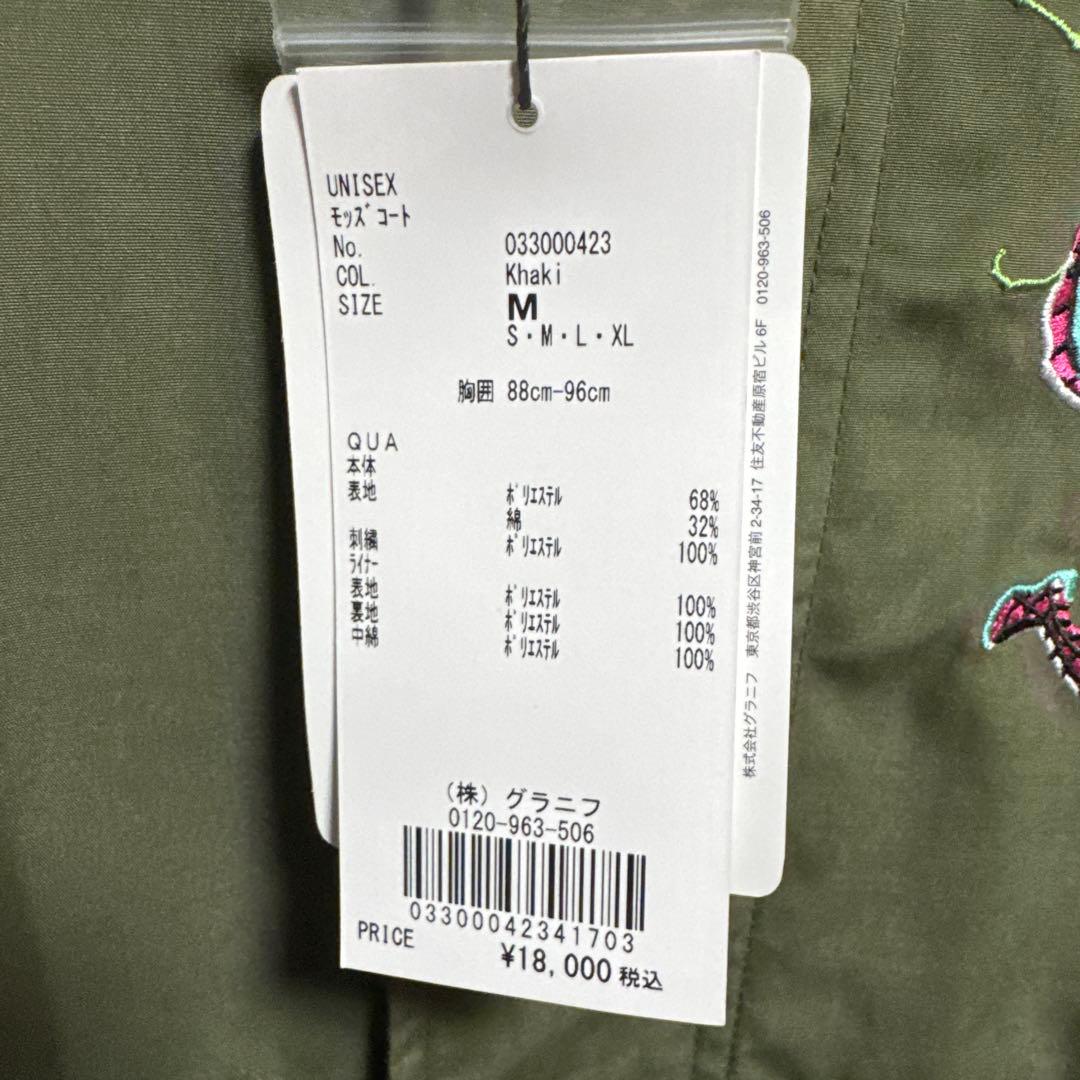 UNISEX
モッズコート
No. 033000423
COL. Khaki
SIZE M
S・M・L・XL
胸囲 88cm-96cm
QUA
本体
表地 ポリエステル 68%
綿 32%
刺繍 ポリエステル 100%
ライナー
表地 ポリエステル 100%
裏地 ポリエステル 100%
中綿 ポリエステル 100%
(株) グラニフ
0120-963-506
03300042341703
PRICE ¥18,000 税込
株式会社グラニフ 東京都渋谷区神宮前 2-34-17 住友不動産原宿ビル 6F 0120-963-506